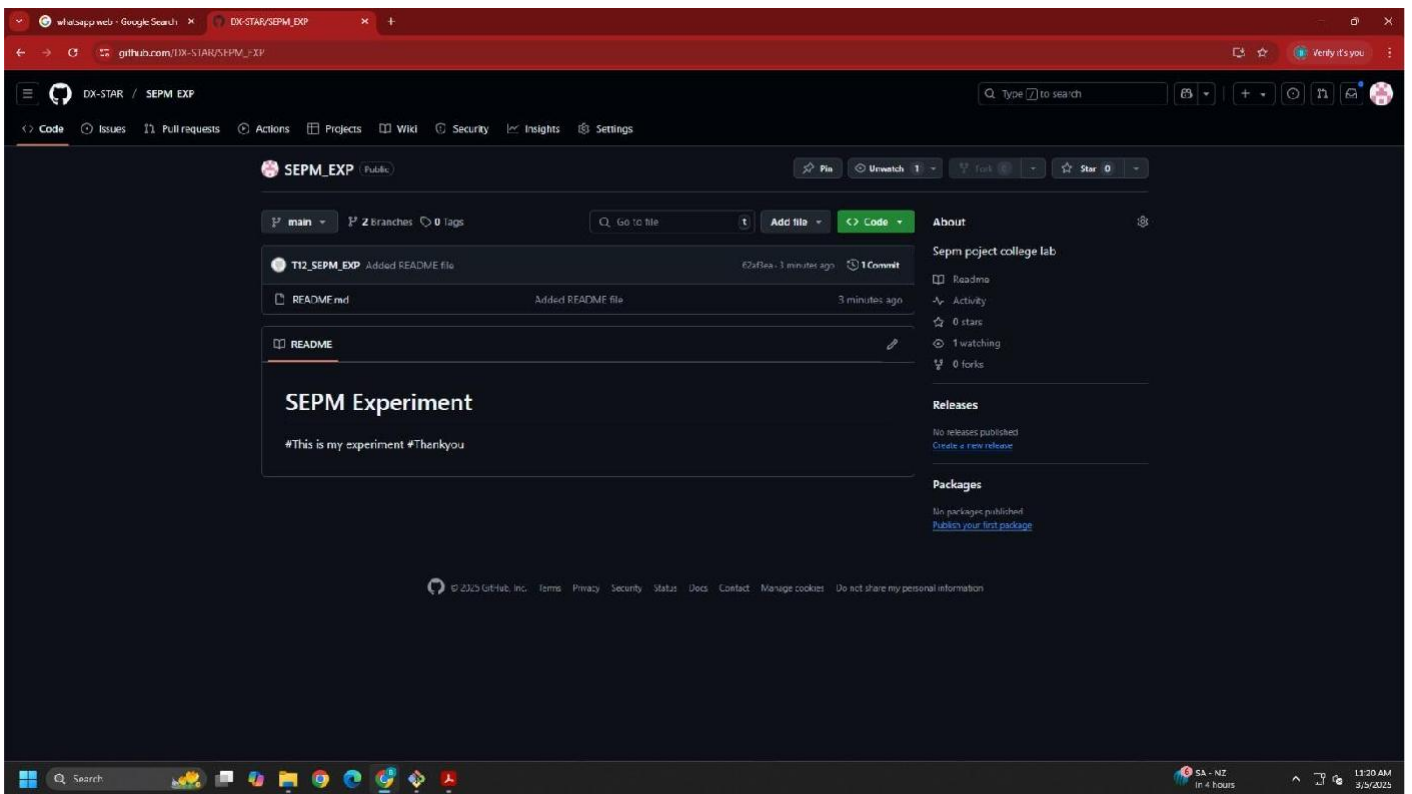 whatsapp web - Google Search
DX-STAR/SEPM_EXP
github.com/DX-STAR/SEPM_EXP
Verify it's you
DX-STAR / SEPM EXP
Type / to search
Code Issues Pull requests Actions Projects Wiki Security Insights Settings
SEPM_EXP Public
Pin Unwatch 1 Fork Star 0
main 2 Branches 0 Tags Go to file t Add file Code
T12_SEPM_EXP Added README file 3 minutes ago 1 Commit
README.md Added README file 3 minutes ago
README
SEPM Experiment
#This is my experiment #Thankyou
About
Sepm poject college lab
Readme
Activity
0 stars
1 watching
0 forks
Releases
No releases published
Create a new release
Packages
No packages published
Publish your first package
© 2025 GitHub, Inc. Terms Privacy Security Status Docs Contact Manage cookies Do not share my personal information
Search
6 SA - NZ
In 4 hours
11:20 AM
3/5/2025